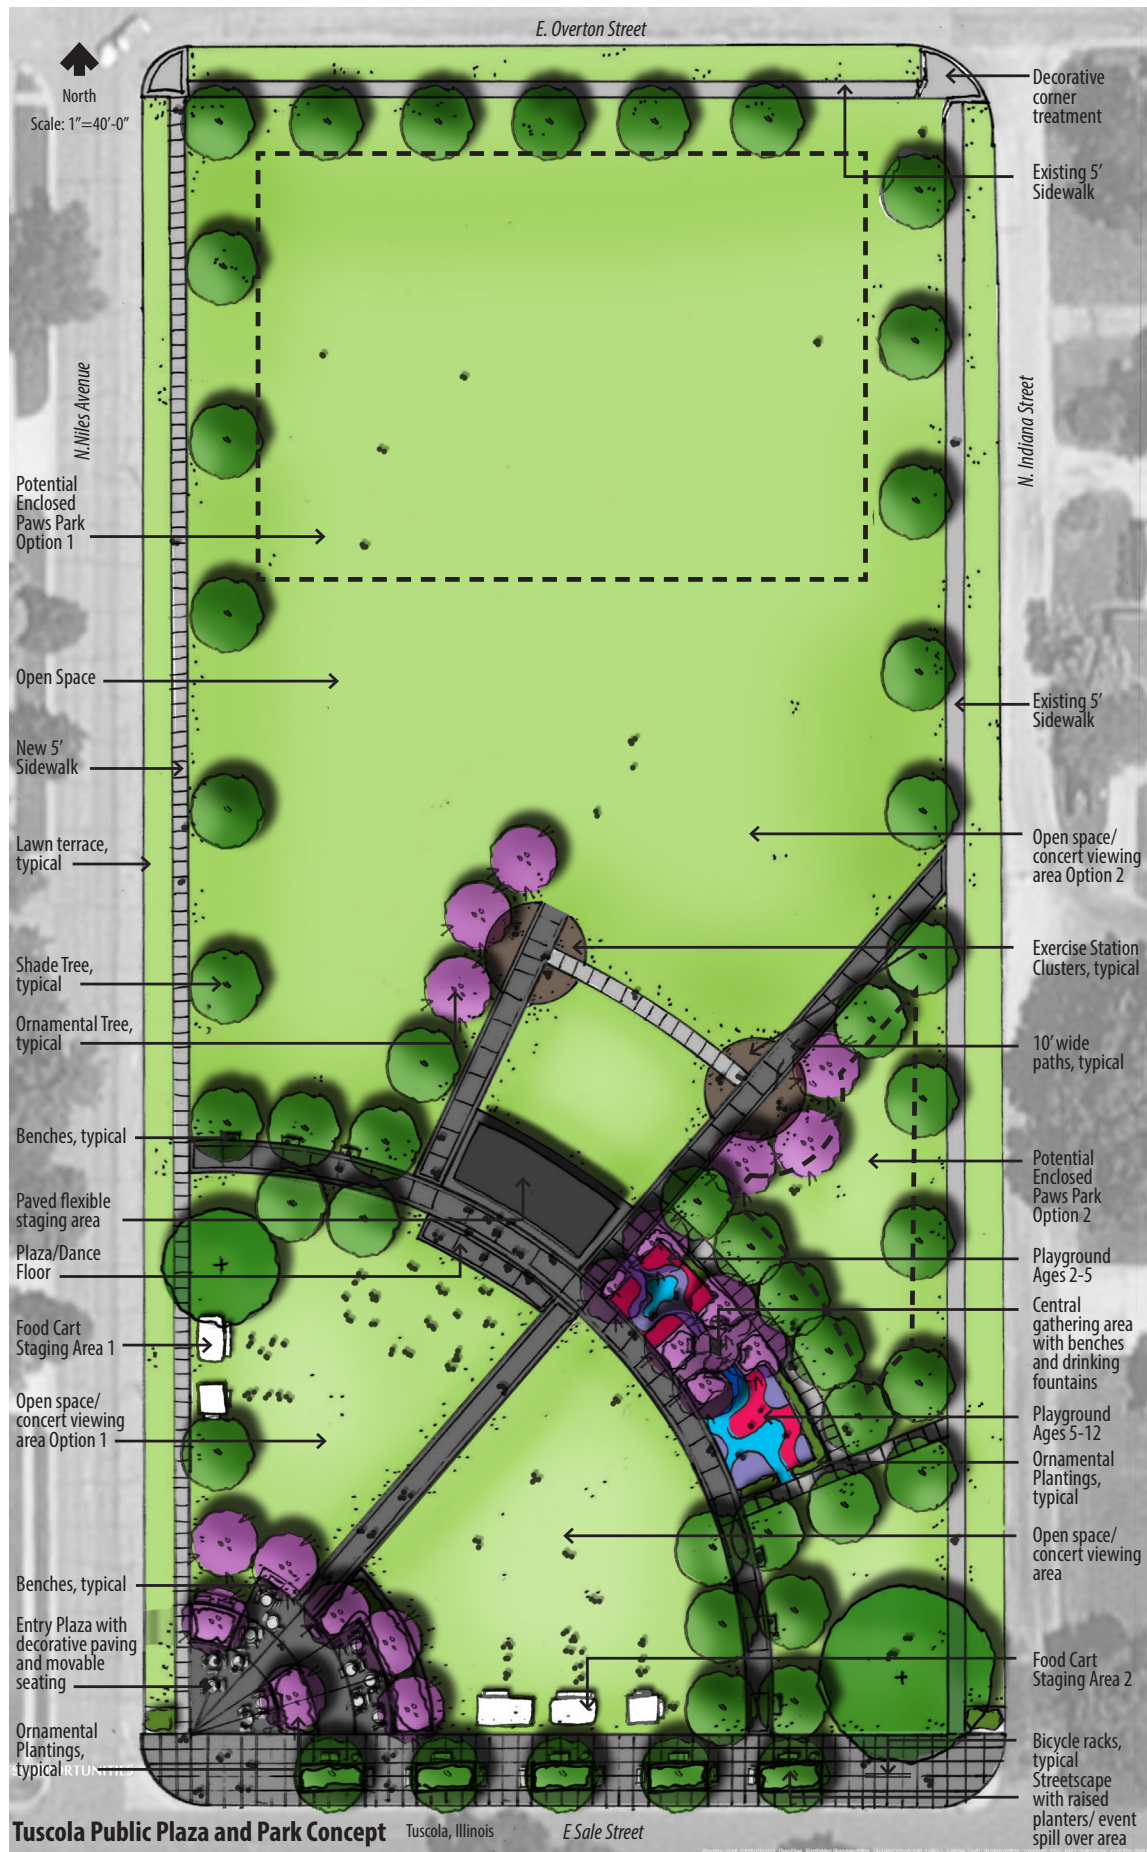 E. Overton Street
North
Scale: 1"=40'-0"
N.Niles Avenue
Potential
Enclosed
Paws Park
Option 1
Open Space
New 5'
Sidewalk
Lawn terrace,
typical
Shade Tree,
typical
Ornamental Tree,
typical
Benches, typical
Paved flexible
staging area
Plaza/Dance
Floor
Food Cart
Staging Area 1
Open space/
concert viewing
area Option 1
Benches, typical
Entry Plaza with
decorative paving
and movable
seating
Ornamental
Plantings,
typical
Decorative
corner
treatment
Existing 5'
Sidewalk
N. Indiana Street
Existing 5'
Sidewalk
Open space/
concert viewing
area Option 2
Exercise Station
Clusters, typical
10' wide
paths, typical
Potential
Enclosed
Paws Park
Option 2
Playground
Ages 2-5
Central
gathering area
with benches
and drinking
fountains
Playground
Ages 5-12
Ornamental
Plantings,
typical
Open space/
concert viewing
area
Food Cart
Staging Area 2
Bicycle racks,
typical
Streetscape
with raised
planters/ event
spill over area
Tuscola Public Plaza and Park Concept
Tuscola, Illinois
E Sale Street